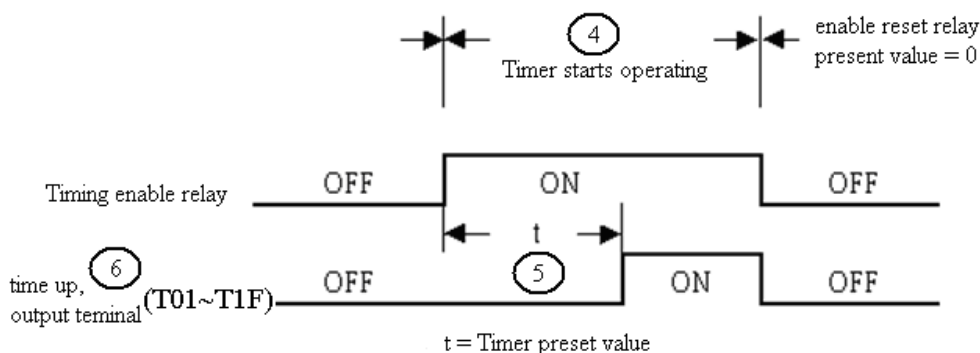 4
Timer starts operating
enable reset relay
present value = 0
Timing enable relay
OFF
ON
OFF
t
time up,
6
output teminal
(T01~T1F)
OFF
5
ON
OFF
t = Timer preset value